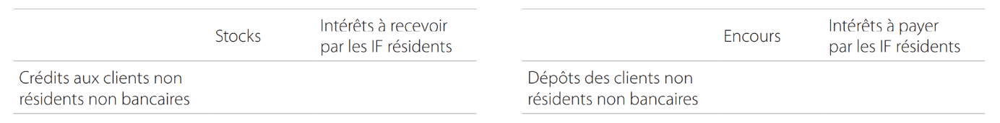 Stocks
Intérêts à recevoir
par les IF résidents
Crédits aux clients non
résidents non bancaires
Encours
Intérêts à payer
par les IF résidents
Dépôts des clients non
résidents non bancaires